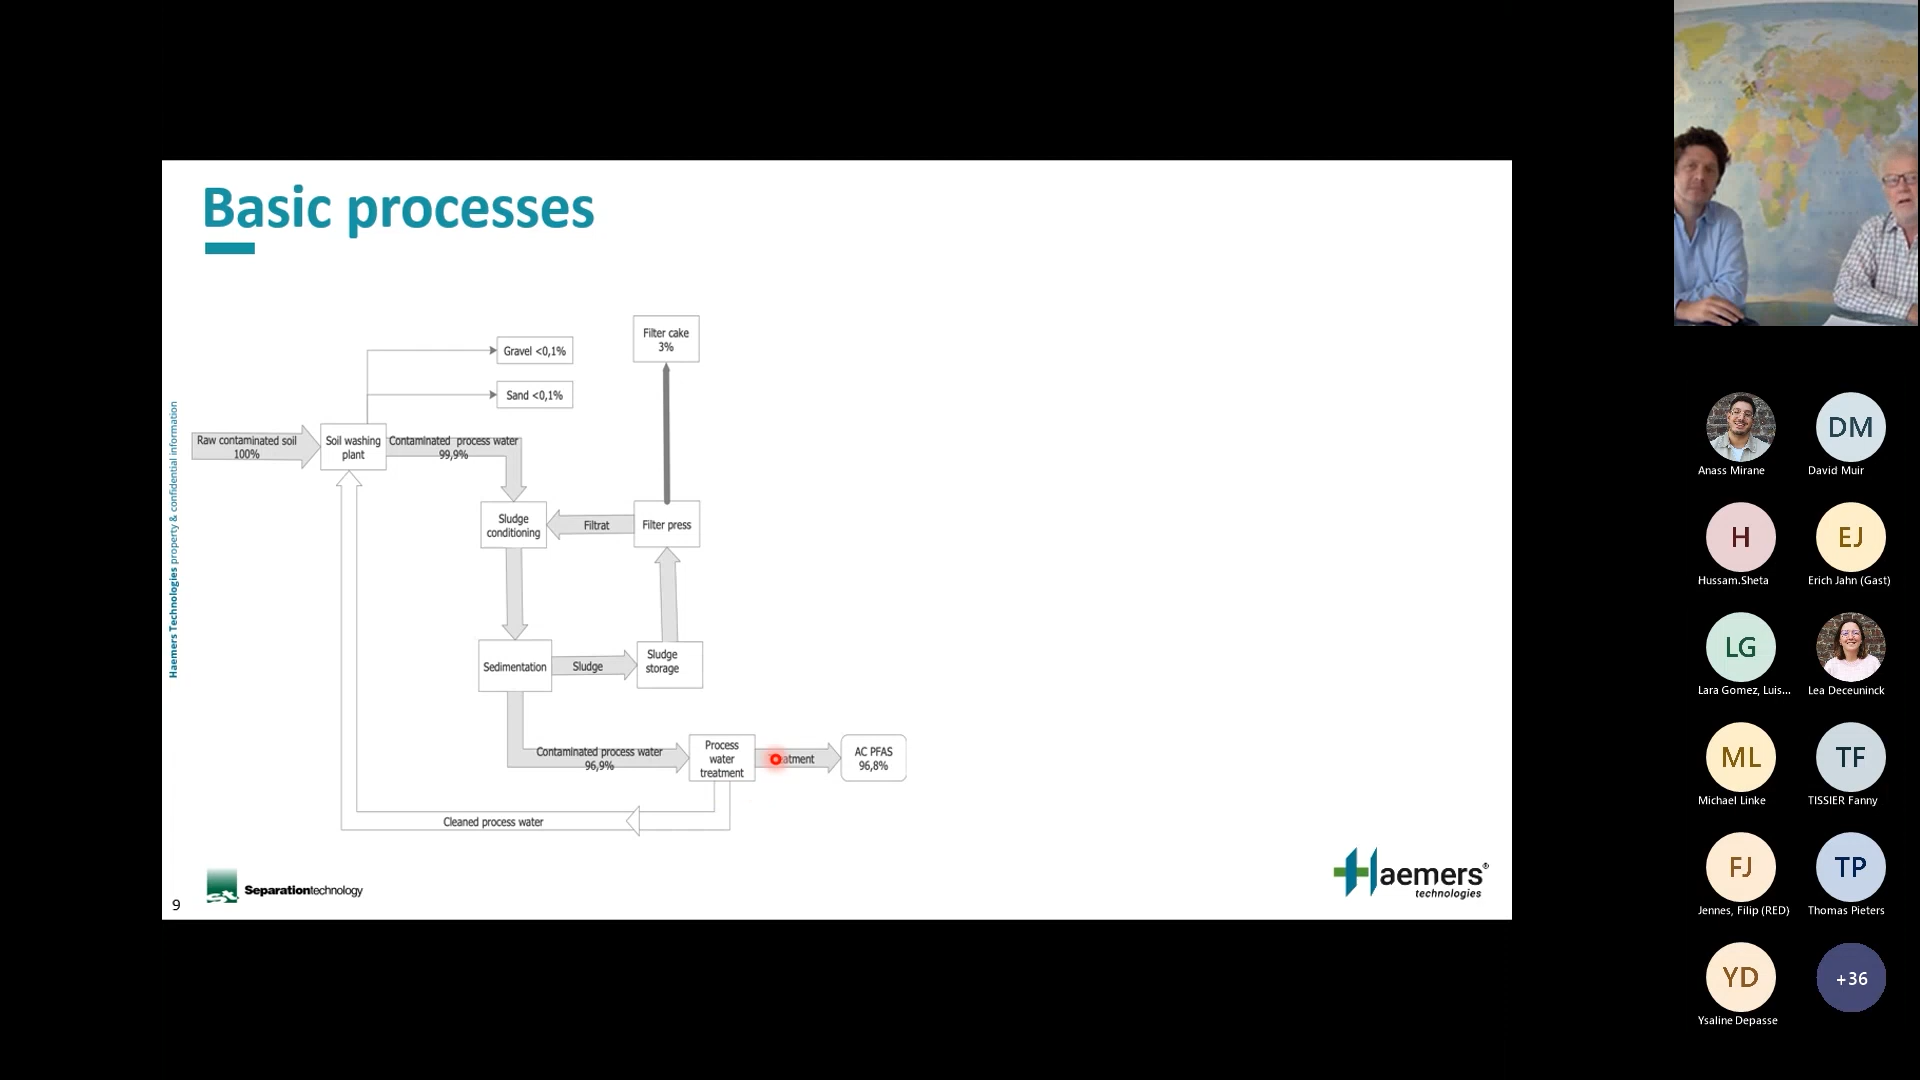 Basic processes
Filter cake
3%
Gravel <0,1%
Sand <0,1%
Raw contaminated soil
100%
Soil washing
plant
Contaminated process water
99,9%
Sludge
conditioning
Filtrat
Filter press
Sedimentation
Sludge
Sludge
storage
Contaminated process water
96,9%
Process
water
treatment
atment
AC PFAS
96,8%
Cleaned process water
Haemers Technologies property & confidential information
9
Separationtechnology
Haemers®
technologies
Anass Mirane
DM
David Muir
H
Hussam.Sheta
EJ
Erich Jahn (Gast)
LG
Lara Gomez, Luis...
Lea Deceuninck
ML
Michael Linke
TF
TISSIER Fanny
FJ
Jennes, Filip (RED)
TP
Thomas Pieters
YD
Ysaline Depasse
+36